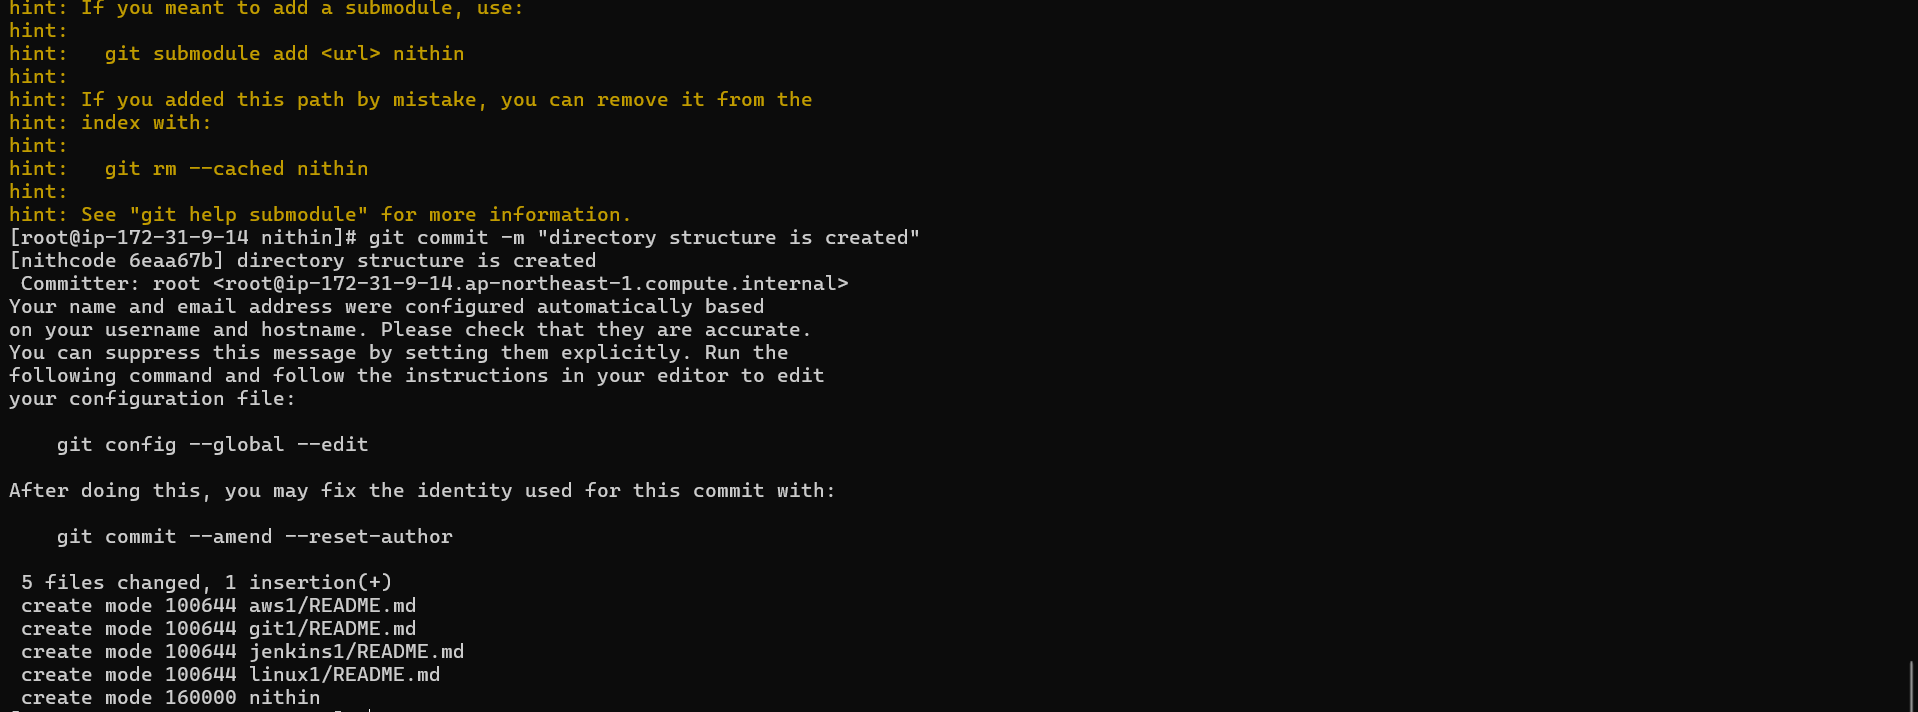 hint: If you meant to add a submodule, use:
hint:
hint:   git submodule add <url> nithin
hint:
hint: If you added this path by mistake, you can remove it from the
hint: index with:
hint:
hint:   git rm --cached nithin
hint:
hint: See "git help submodule" for more information.
[root@ip-172-31-9-14 nithin]# git commit -m "directory structure is created"
[nithcode 6eaa67b] directory structure is created
 Committer: root <root@ip-172-31-9-14.ap-northeast-1.compute.internal>
Your name and email address were configured automatically based
on your username and hostname. Please check that they are accurate.
You can suppress this message by setting them explicitly. Run the
following command and follow the instructions in your editor to edit
your configuration file:

    git config --global --edit

After doing this, you may fix the identity used for this commit with:

    git commit --amend --reset-author

 5 files changed, 1 insertion(+)
 create mode 100644 aws1/README.md
 create mode 100644 git1/README.md
 create mode 100644 jenkins1/README.md
 create mode 100644 linux1/README.md
 create mode 160000 nithin